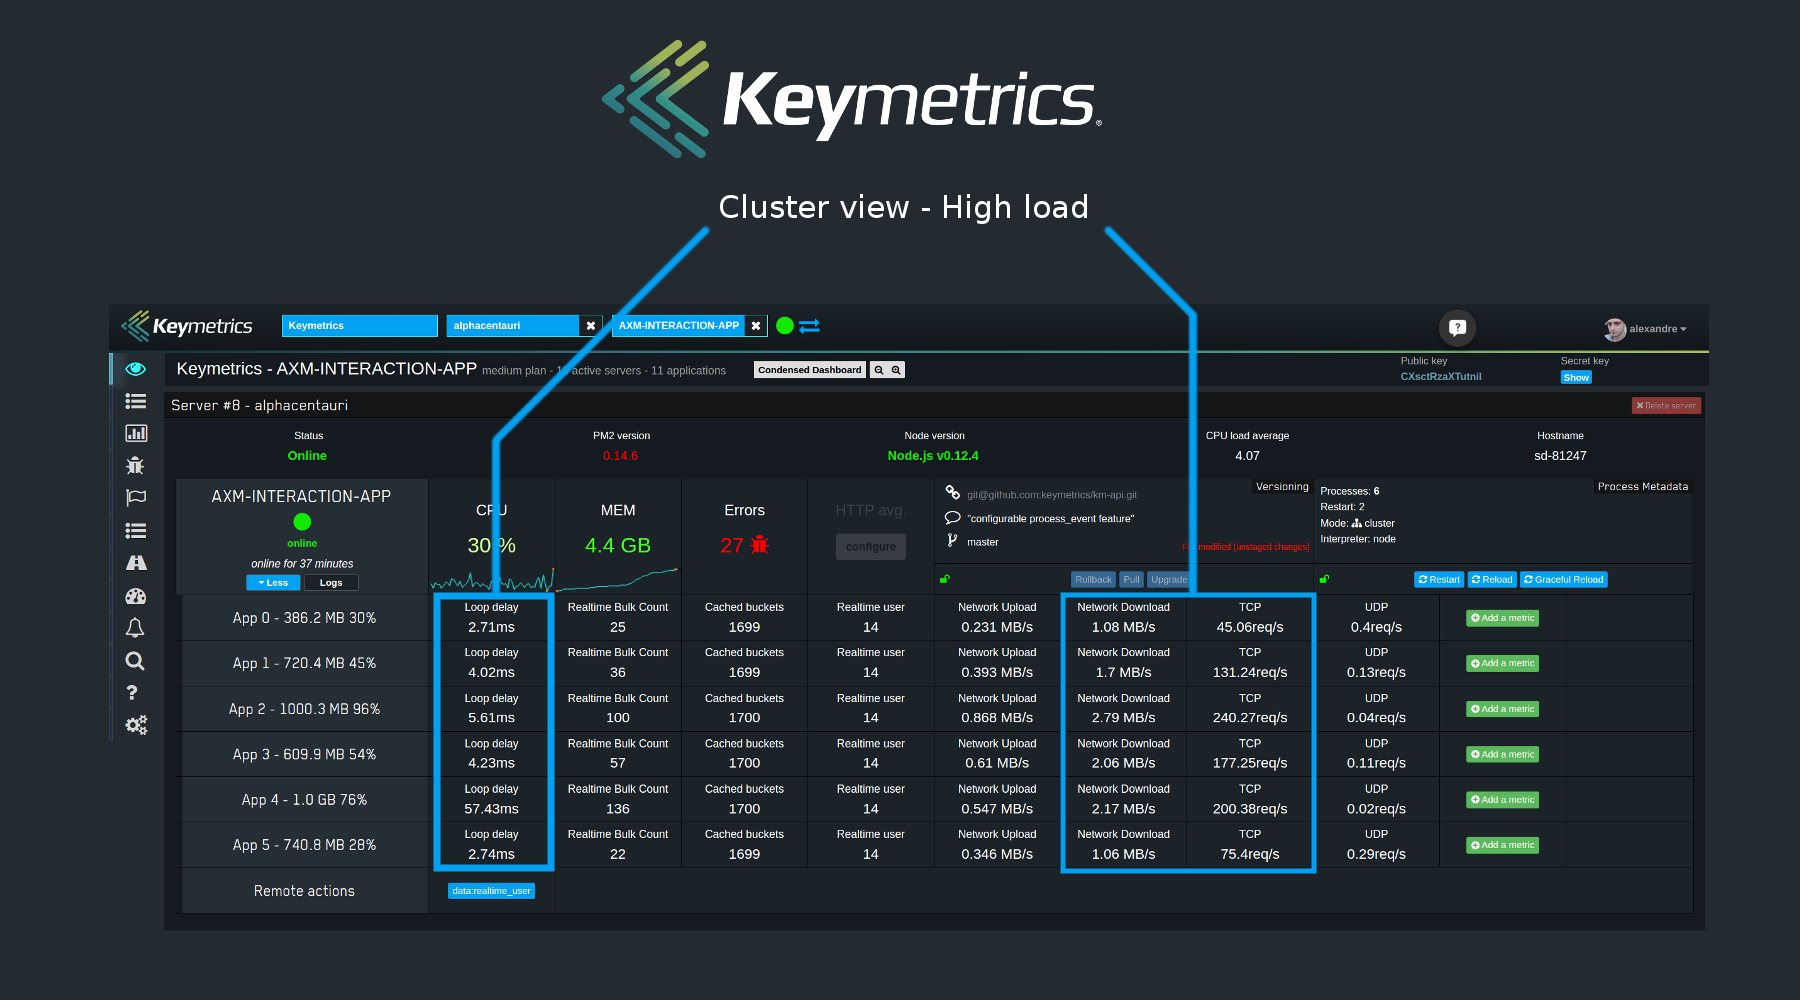 Keymetrics®
Cluster view - High load
Keymetrics Keymetrics alphacentauri AXM-INTERACTION-APP alexandre
Keymetrics - AXM-INTERACTION-APP medium plan - active servers - 11 applications Condensed Dashboard
Public key Secret key
CXsctRzaXTutnil Show
Server #8 - alphacentauri Delete server
Status PM2 version Node version CPU load average Hostname
Online 0.14.6 Node.js v0.12.4 4.07 sd-81247
AXM-INTERACTION-APP
online
online for 37 minutes
Less Logs
CPU MEM Errors HTTP avg.
4.4 GB 27 configure
git@github.com:keymetrics/km-api.git Versioning
"configurable process_event feature"
master modified (unstaged changes)
Rollback Pull Upgrade
Process Metadata
Processes: 6
Restart: 2
Mode: cluster
Interpreter: node
Restart Reload Graceful Reload
App 0 - 386.2 MB 30%
Loop delay Realtime Bulk Count Cached buckets Realtime user Network Upload Network Download TCP UDP
2.71ms 25 1699 14 0.231 MB/s 1.08 MB/s 45.06req/s 0.4req/s
Add a metric
App 1 - 720.4 MB 45%
Loop delay Realtime Bulk Count Cached buckets Realtime user Network Upload Network Download TCP UDP
4.02ms 36 1699 14 0.393 MB/s 1.7 MB/s 131.24req/s 0.13req/s
Add a metric
App 2 - 1000.3 MB 96%
Loop delay Realtime Bulk Count Cached buckets Realtime user Network Upload Network Download TCP UDP
5.61ms 100 1700 14 0.868 MB/s 2.79 MB/s 240.27req/s 0.04req/s
Add a metric
App 3 - 609.9 MB 54%
Loop delay Realtime Bulk Count Cached buckets Realtime user Network Upload Network Download TCP UDP
4.23ms 57 1700 14 0.61 MB/s 2.06 MB/s 177.25req/s 0.11req/s
Add a metric
App 4 - 1.0 GB 76%
Loop delay Realtime Bulk Count Cached buckets Realtime user Network Upload Network Download TCP UDP
57.43ms 136 1700 14 0.547 MB/s 2.17 MB/s 200.38req/s 0.02req/s
Add a metric
App 5 - 740.8 MB 28%
Loop delay Realtime Bulk Count Cached buckets Realtime user Network Upload Network Download TCP UDP
2.74ms 22 1699 14 0.346 MB/s 1.06 MB/s 75.4req/s 0.29req/s
Add a metric
Remote actions data:realtime_user